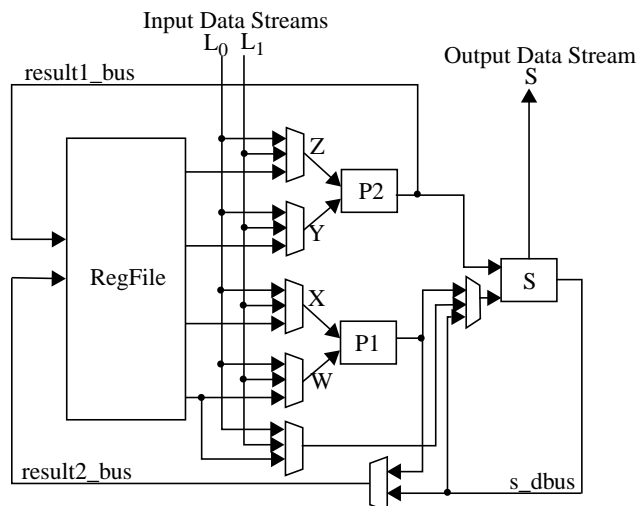 Input Data Streams
L0 L1
Output Data Stream
S
result1_bus
Z
P2
Y
RegFile
S
X
P1
W
result2_bus
s_dbus